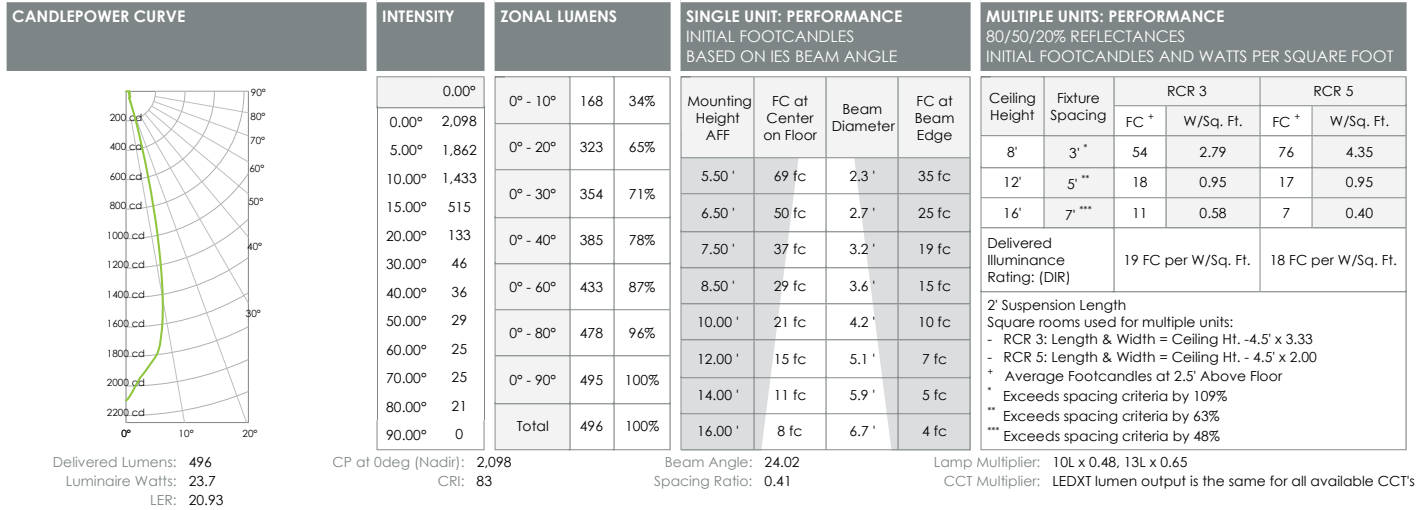 CANDLEPOWER CURVE
200 cd
400 cd
600 cd
800 cd
1000 cd
1200 cd
1400 cd
1600 cd
1800 cd
2000 cd
2200 cd
90°
80°
70°
60°
50°
40°
30°
0° 10° 20°
INTENSITY
0.00°
0.00° 2,098
5.00° 1,862
10.00° 1,433
15.00° 515
20.00° 133
30.00° 46
40.00° 36
50.00° 29
60.00° 25
70.00° 25
80.00° 21
90.00° 0
ZONAL LUMENS
0° - 10° 168 34%
0° - 20° 323 65%
0° - 30° 354 71%
0° - 40° 385 78%
0° - 60° 433 87%
0° - 80° 478 96%
0° - 90° 495 100%
Total 496 100%
SINGLE UNIT: PERFORMANCE
INITIAL FOOTCANDLES
BASED ON IES BEAM ANGLE
Mounting Height AFF FC at Center on Floor Beam Diameter FC at Beam Edge
5.50 ' 69 fc 2.3 ' 35 fc
6.50 ' 50 fc 2.7 ' 25 fc
7.50 ' 37 fc 3.2 ' 19 fc
8.50 ' 29 fc 3.6 ' 15 fc
10.00 ' 21 fc 4.2 ' 10 fc
12.00 ' 15 fc 5.1 ' 7 fc
14.00 ' 11 fc 5.9 ' 5 fc
16.00 ' 8 fc 6.7 ' 4 fc
MULTIPLE UNITS: PERFORMANCE
80/50/20% REFLECTANCES
INITIAL FOOTCANDLES AND WATTS PER SQUARE FOOT
Ceiling Height Fixture Spacing RCR 3 RCR 5
FC + W/Sq. Ft. FC + W/Sq. Ft.
8' 3' * 54 2.79 76 4.35
12' 5' ** 18 0.95 17 0.95
16' 7' *** 11 0.58 7 0.40
Delivered Illuminance Rating: (DIR) 19 FC per W/Sq. Ft. 18 FC per W/Sq. Ft.
2' Suspension Length
Square rooms used for multiple units:
- RCR 3: Length & Width = Ceiling Ht. -4.5' x 3.33
- RCR 5: Length & Width = Ceiling Ht. - 4.5' x 2.00
+ Average Footcandles at 2.5' Above Floor
* Exceeds spacing criteria by 109%
** Exceeds spacing criteria by 63%
*** Exceeds spacing criteria by 48%
Delivered Lumens: 496 CP at 0deg (Nadir): 2,098 Beam Angle: 24.02 Lamp Multiplier: 10L x 0.48, 13L x 0.65
Luminaire Watts: 23.7 CRI: 83 Spacing Ratio: 0.41 CCT Multiplier: LEDXT lumen output is the same for all available CCT's
LER: 20.93